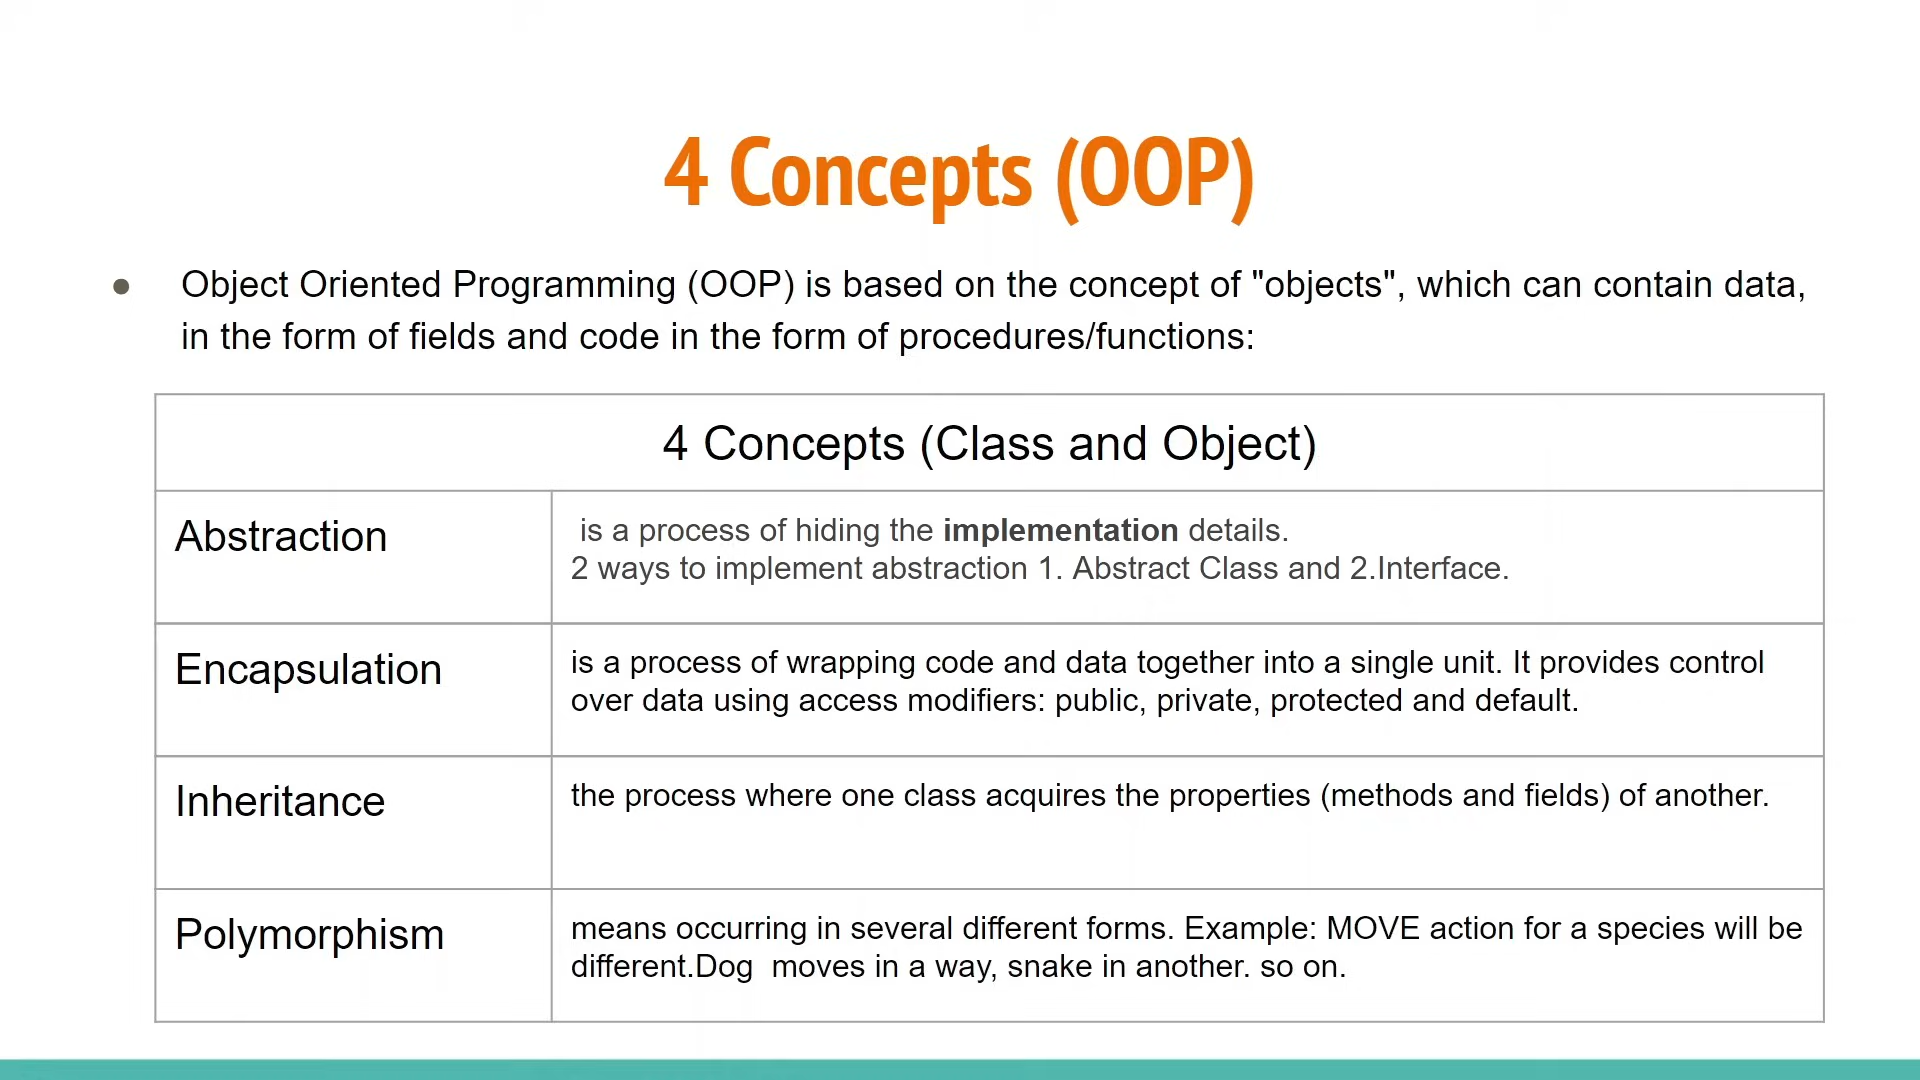 4 Concepts (OOP)
● Object Oriented Programming (OOP) is based on the concept of "objects", which can contain data,
in the form of fields and code in the form of procedures/functions:
4 Concepts (Class and Object)
Abstraction
is a process of hiding the implementation details.
2 ways to implement abstraction 1. Abstract Class and 2.Interface.
Encapsulation
is a process of wrapping code and data together into a single unit. It provides control
over data using access modifiers: public, private, protected and default.
Inheritance
the process where one class acquires the properties (methods and fields) of another.
Polymorphism
means occurring in several different forms. Example: MOVE action for a species will be
different.Dog  moves in a way, snake in another. so on.